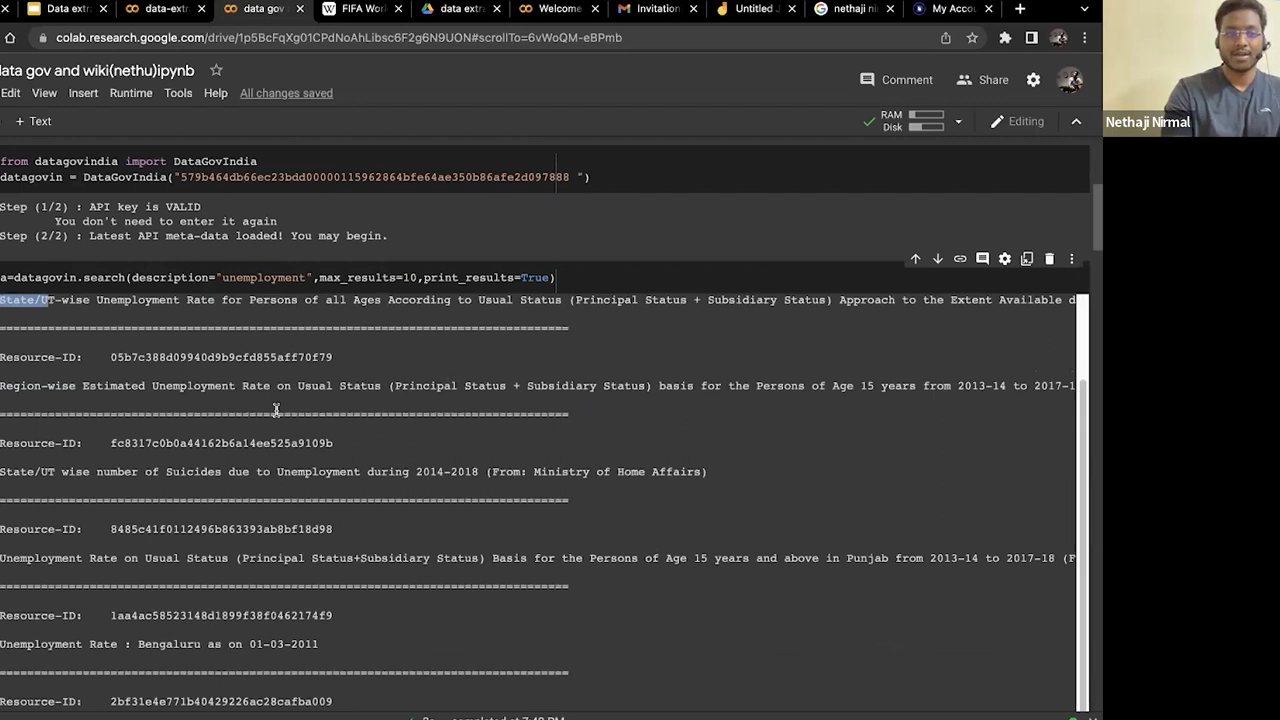 Data extra
data-extr
data gov
FIFA Worl
data extra
Welcome
Invitation
Untitled J
nethaji nir
My Accou
colab.research.google.com/drive/1p5BcFqXg01CPdNoAhLibsc6F2g6N9UON#scrollTo=6vWoQM-eBPmb
data gov and wiki(nethu)ipynb
Comment
Share
Edit View Insert Runtime Tools Help All changes saved
+ Text
RAM
Disk
Editing
Nethaji Nirmal
from datagovindia import DataGovIndia
datagovin = DataGovIndia("579b464db66ec23bdd00000115962864bfe64ae350b86afe2d097888 ")
Step (1/2) : API key is VALID
You don't need to enter it again
Step (2/2) : Latest API meta-data loaded! You may begin.
a=datagovin.search(description="unemployment",max_results=10,print_results=True)
State/UT-wise Unemployment Rate for Persons of all Ages According to Usual Status (Principal Status + Subsidiary Status) Approach to the Extent Available d
==================================================================================
Resource-ID: 05b7c388d09940d9b9cfd855aff70f79
Region-wise Estimated Unemployment Rate on Usual Status (Principal Status + Subsidiary Status) basis for the Persons of Age 15 years from 2013-14 to 2017-1
==================================================================================
Resource-ID: fc8317c0b0a44162b6a14ee525a9109b
State/UT wise number of Suicides due to Unemployment during 2014-2018 (From: Ministry of Home Affairs)
==================================================================================
Resource-ID: 8485c41f0112496b863393ab8bf18d98
Unemployment Rate on Usual Status (Principal Status+Subsidiary Status) Basis for the Persons of Age 15 years and above in Punjab from 2013-14 to 2017-18 (F
==================================================================================
Resource-ID: 1aa4ac58523148d1899f38f0462174f9
Unemployment Rate : Bengaluru as on 01-03-2011
==================================================================================
Resource-ID: 2bf31e4e771b40429226ac28cafba009
completed at 7:48 PM